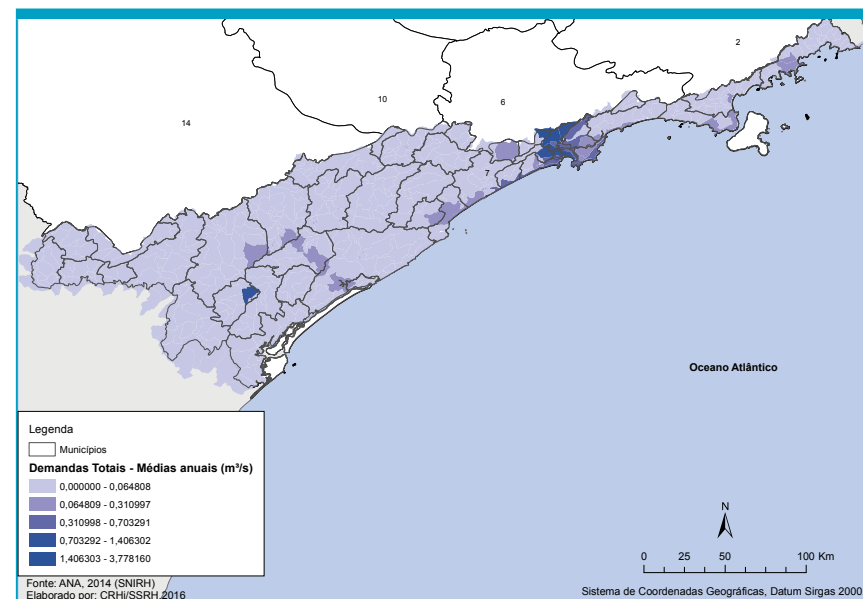 2
10
6
14
7
Oceano Atlântico
Legenda
Municípios
Demandas Totais - Médias anuais (m³/s)
0,000000 - 0,064808
0,064809 - 0,310997
0,310998 - 0,703291
0,703292 - 1,406302
1,406303 - 3,778160
N
0 25 50 100 Km
Fonte: ANA, 2014 (SNIRH)
Elaborado por: CRHi/SSRH,2016
Sistema de Coordenadas Geográficas, Datum Sirgas 2000